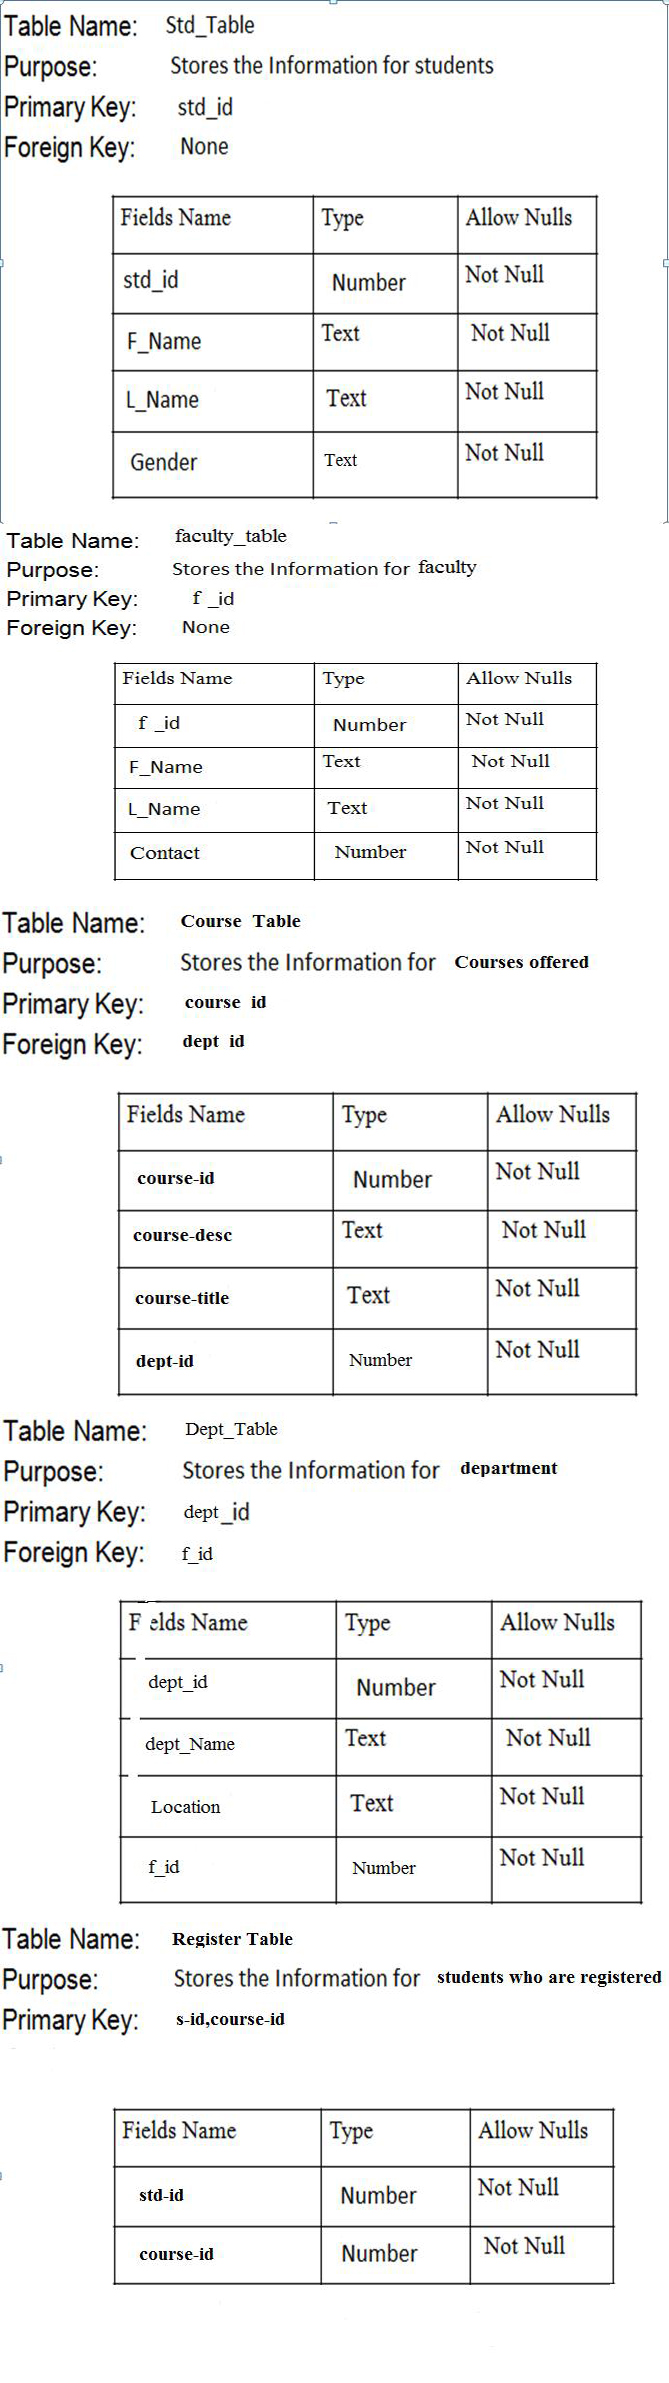 Table Name: Std_Table
Purpose: Stores the Information for students
Primary Key: std_id
Foreign Key: None
Fields Name Type Allow Nulls
std_id Number Not Null
F_Name Text Not Null
L_Name Text Not Null
Gender Text Not Null
Table Name: faculty_table
Purpose: Stores the Information for faculty
Primary Key: f _id
Foreign Key: None
Fields Name Type Allow Nulls
f _id Number Not Null
F_Name Text Not Null
L_Name Text Not Null
Contact Number Not Null
Table Name: Course Table
Purpose: Stores the Information for Courses offered
Primary Key: course id
Foreign Key: dept id
Fields Name Type Allow Nulls
course-id Number Not Null
course-desc Text Not Null
course-title Text Not Null
dept-id Number Not Null
Table Name: Dept_Table
Purpose: Stores the Information for department
Primary Key: dept_id
Foreign Key: f_id
F elds Name Type Allow Nulls
dept_id Number Not Null
dept_Name Text Not Null
Location Text Not Null
f_id Number Not Null
Table Name: Register Table
Purpose: Stores the Information for students who are registered
Primary Key: s-id,course-id
Fields Name Type Allow Nulls
std-id Number Not Null
course-id Number Not Null